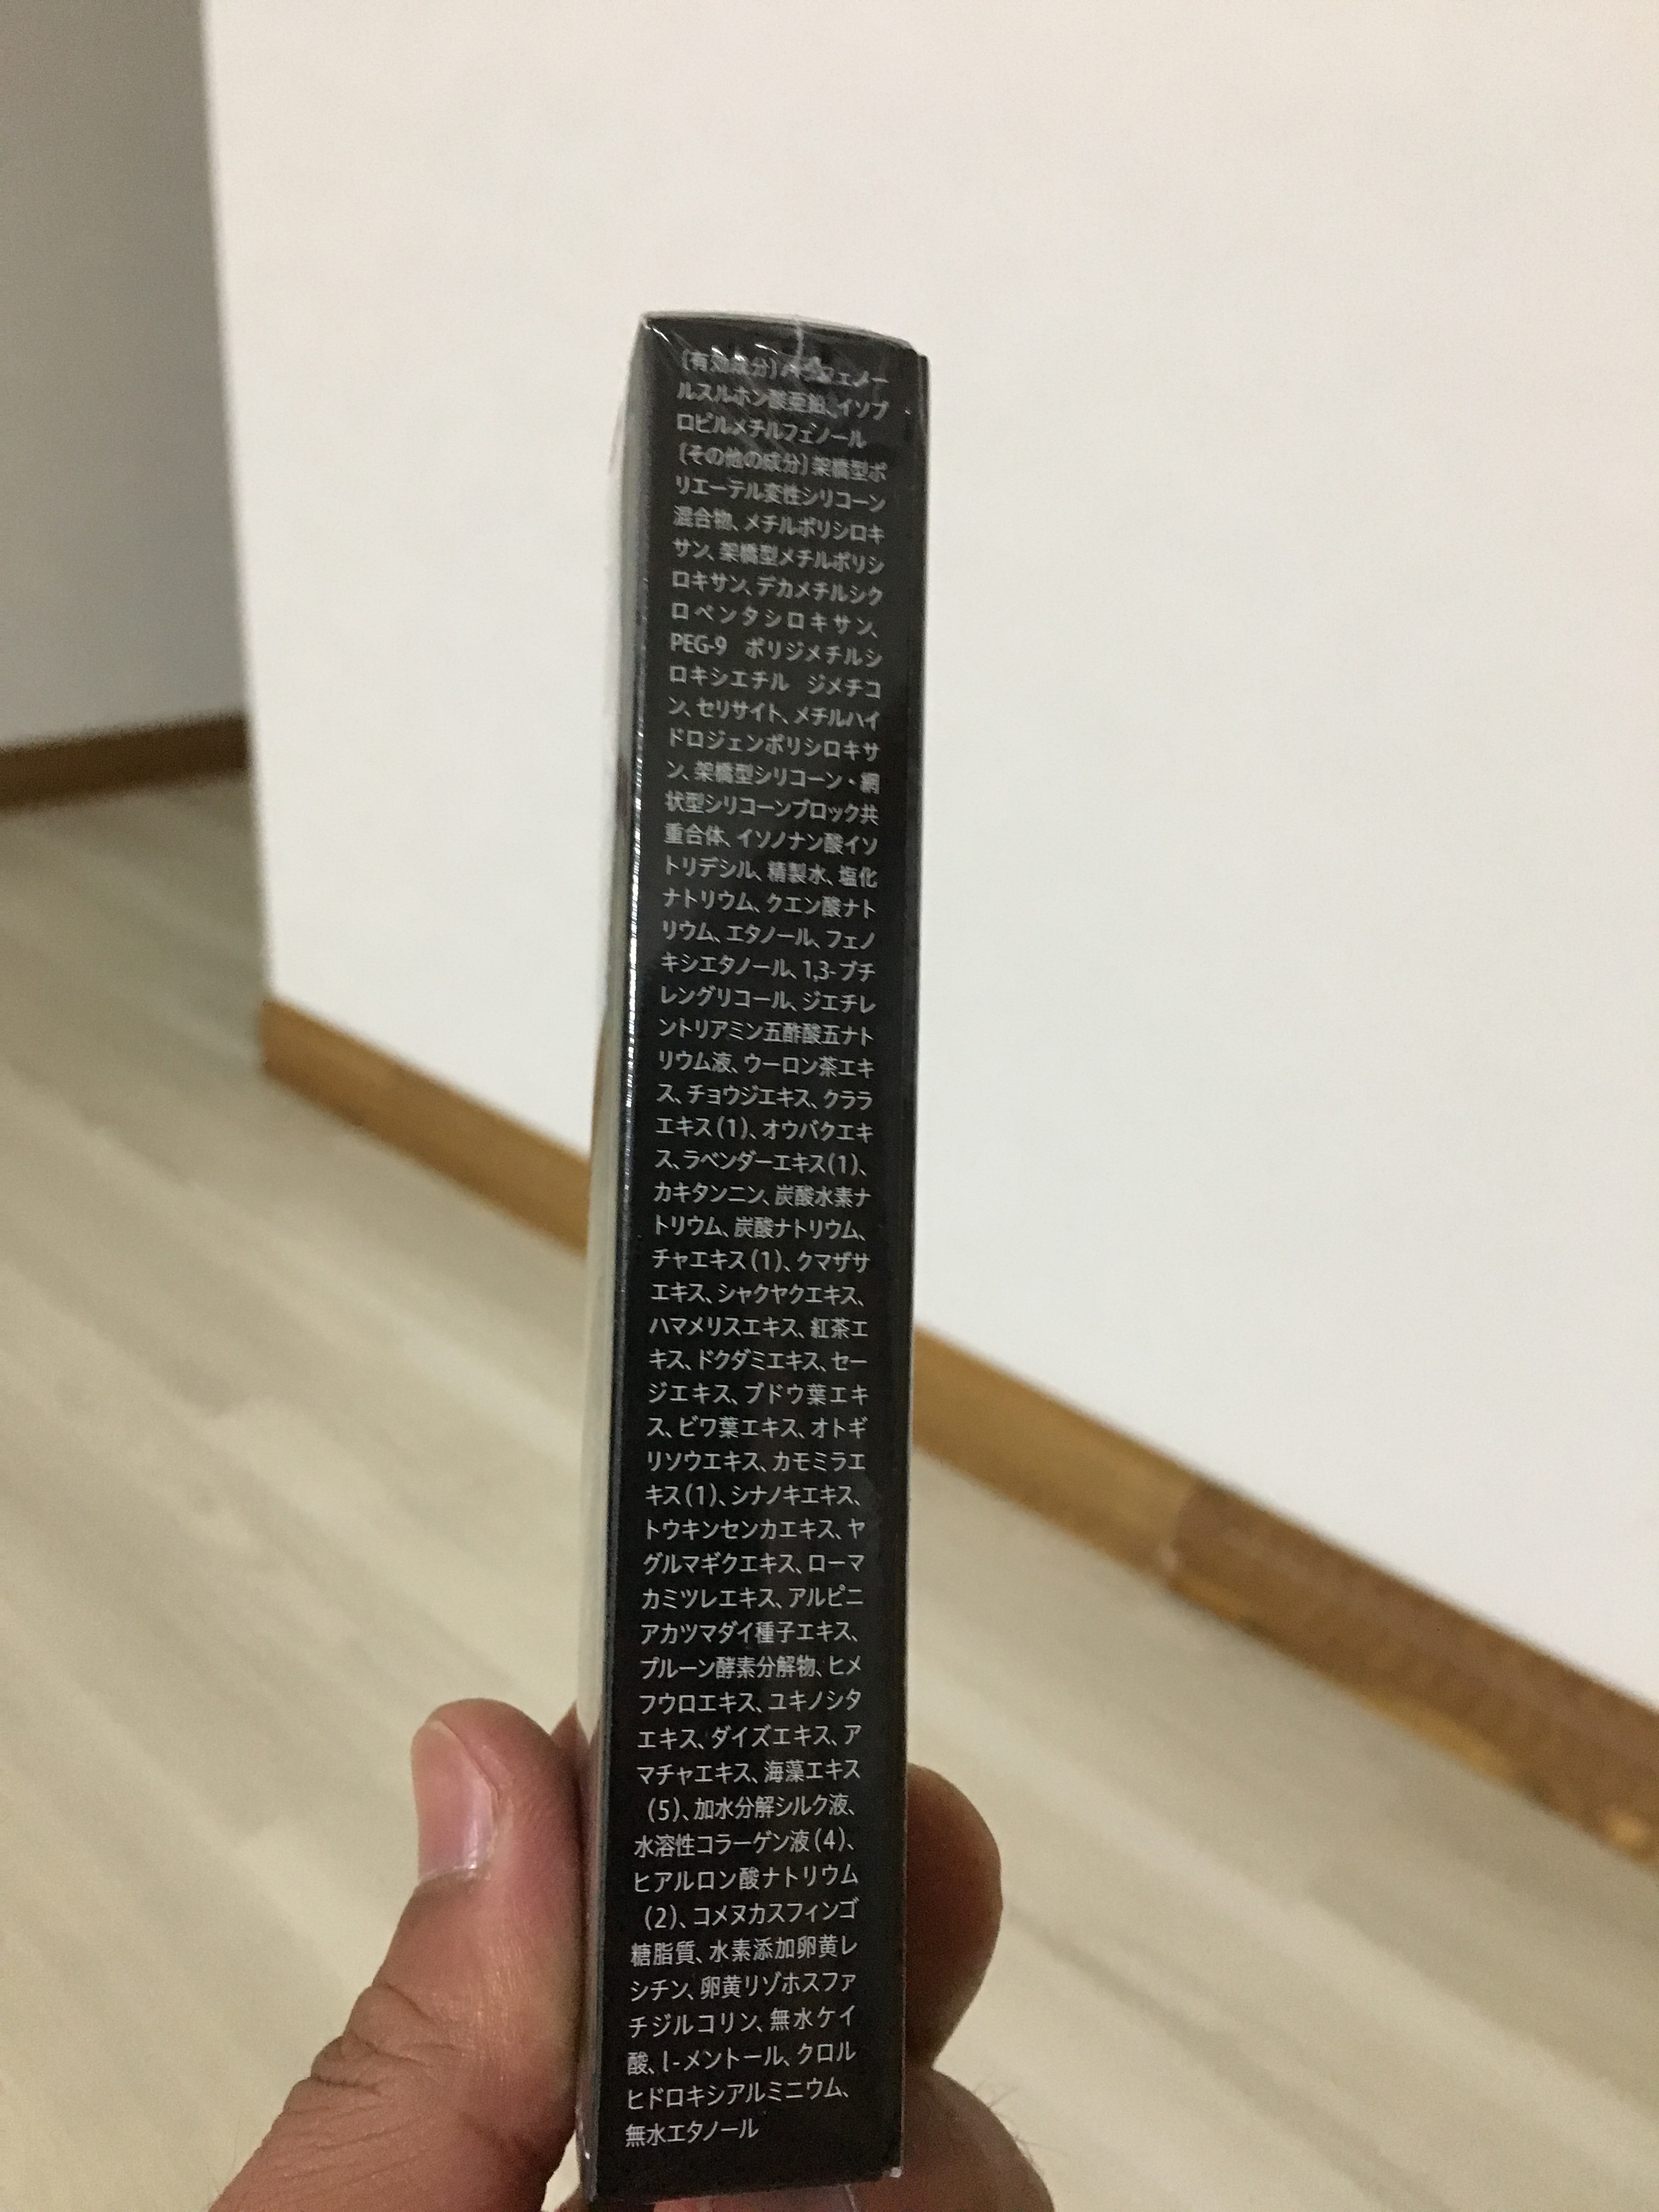 〔有効成分〕パラフェノー
ルスルホン酸亜鉛、イソプ
ロピルメチルフェノール
〔その他の成分〕架橋型ポ
リエーテル変性シリコーン
混合物、メチルポリシロキ
サン、架橋型メチルポリシ
ロキサン、デカメチルシク
ロペンタシロキサン、
PEG-9 ポリジメチルシ
ロキシエチル ジメチコ
ン、セリサイト、メチルハイ
ドロジェンポリシロキサ
ン、架橋型シリコーン・網
状型シリコーンブロック共
重合体、イソノナン酸イソ
トリデシル、精製水、塩化
ナトリウム、クエン酸ナト
リウム、エタノール、フェノ
キシエタノール、1,3-ブチ
レングリコール、ジエチレ
ントリアミン五酢酸五ナト
リウム液、ウーロン茶エキ
ス、チョウジエキス、クララ
エキス(1)、オウバクエキ
ス、ラベンダーエキス(1)、
カキタンニン、炭酸水素ナ
トリウム、炭酸ナトリウム、
チャエキス(1)、クマザサ
エキス、シャクヤクエキス、
ハマメリスエキス、紅茶エ
キス、ドクダミエキス、セー
ジエキス、ブドウ葉エキ
ス、ビワ葉エキス、オトギ
リソウエキス、カモミラエ
キス(1)、シナノキエキス、
トウキンセンカエキス、ヤ
グルマギクエキス、ローマ
カミツレエキス、アルピニ
アカツマダイ種子エキス、
プルーン酵素分解物、ヒメ
フウロエキス、ユキノシタ
エキス、ダイズエキス、ア
マチャエキス、海藻エキス
(5)、加水分解シルク液、
水溶性コラーゲン液(4)、
ヒアルロン酸ナトリウム
(2)、コメヌカスフィンゴ
糖脂質、水素添加卵黄レ
シチン、卵黄リゾホスファ
チジルコリン、無水ケイ
酸、l-メントール、クロル
ヒドロキシアルミニウム、
無水エタノール